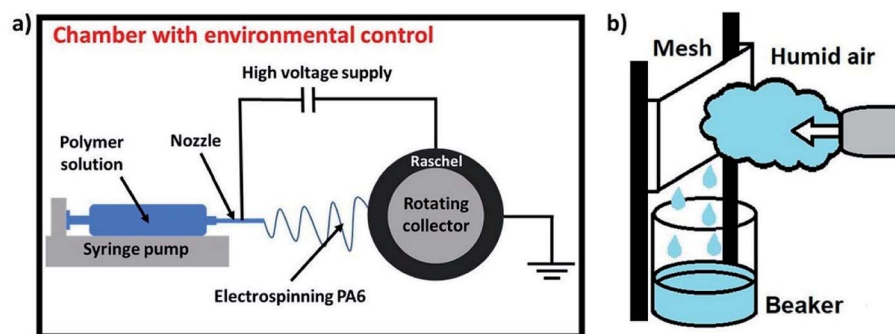 a)
Chamber with environmental control
High voltage supply
Polymer
solution
Nozzle
Raschel
Rotating
collector
Syringe pump
Electrospinning PA6
b)
Mesh
Humid air
Beaker